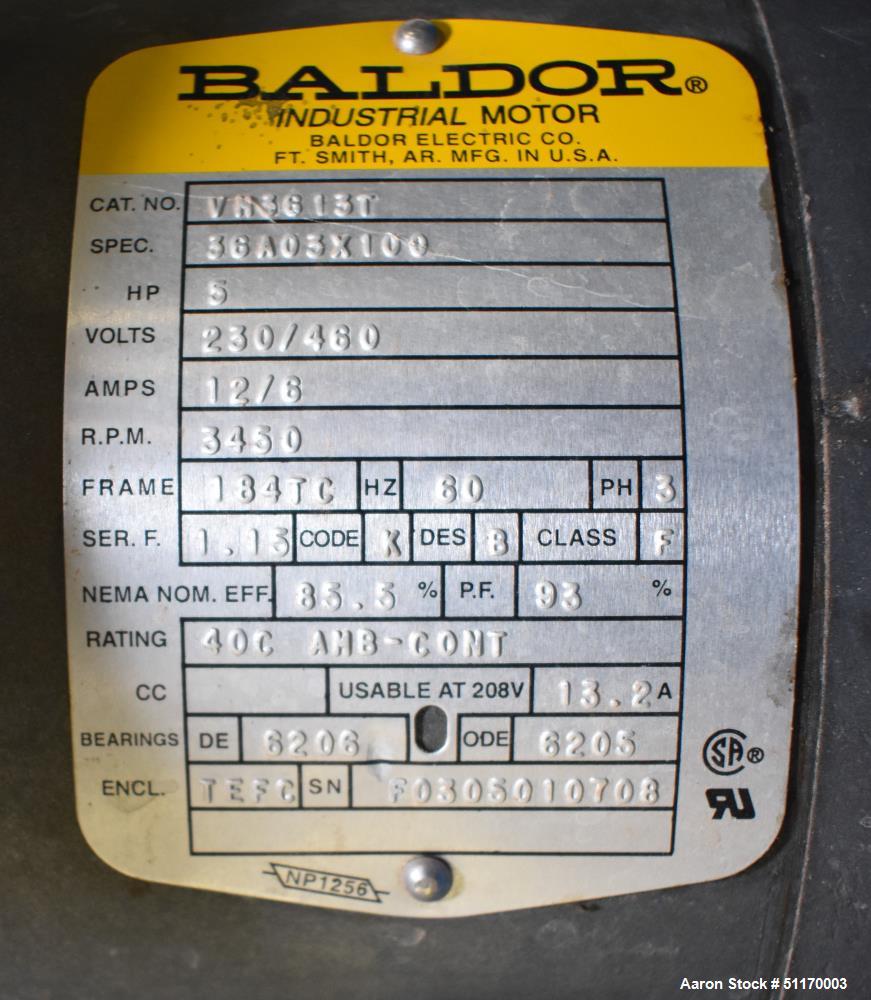 BALDOR®
INDUSTRIAL MOTOR
BALDOR ELECTRIC CO.
FT. SMITH, AR. MFG. IN U.S.A.
CAT. NO. VM3613T
SPEC. 36A03X100
HP 5
VOLTS 230/460
AMPS 12/6
R.P.M. 3450
FRAME 184TC HZ 60 PH 3
SER. F. 1.15 CODE K DES B CLASS F
NEMA NOM. EFF. 85.5 % P.F. 93 %
RATING 40C AMB-CONT
CC USABLE AT 208V 13.2 A
BEARINGS DE 6206 ODE 6205
ENCL. TEFC SN F0305010708
SA®
RU
NP1256
Aaron Stock # 51170003